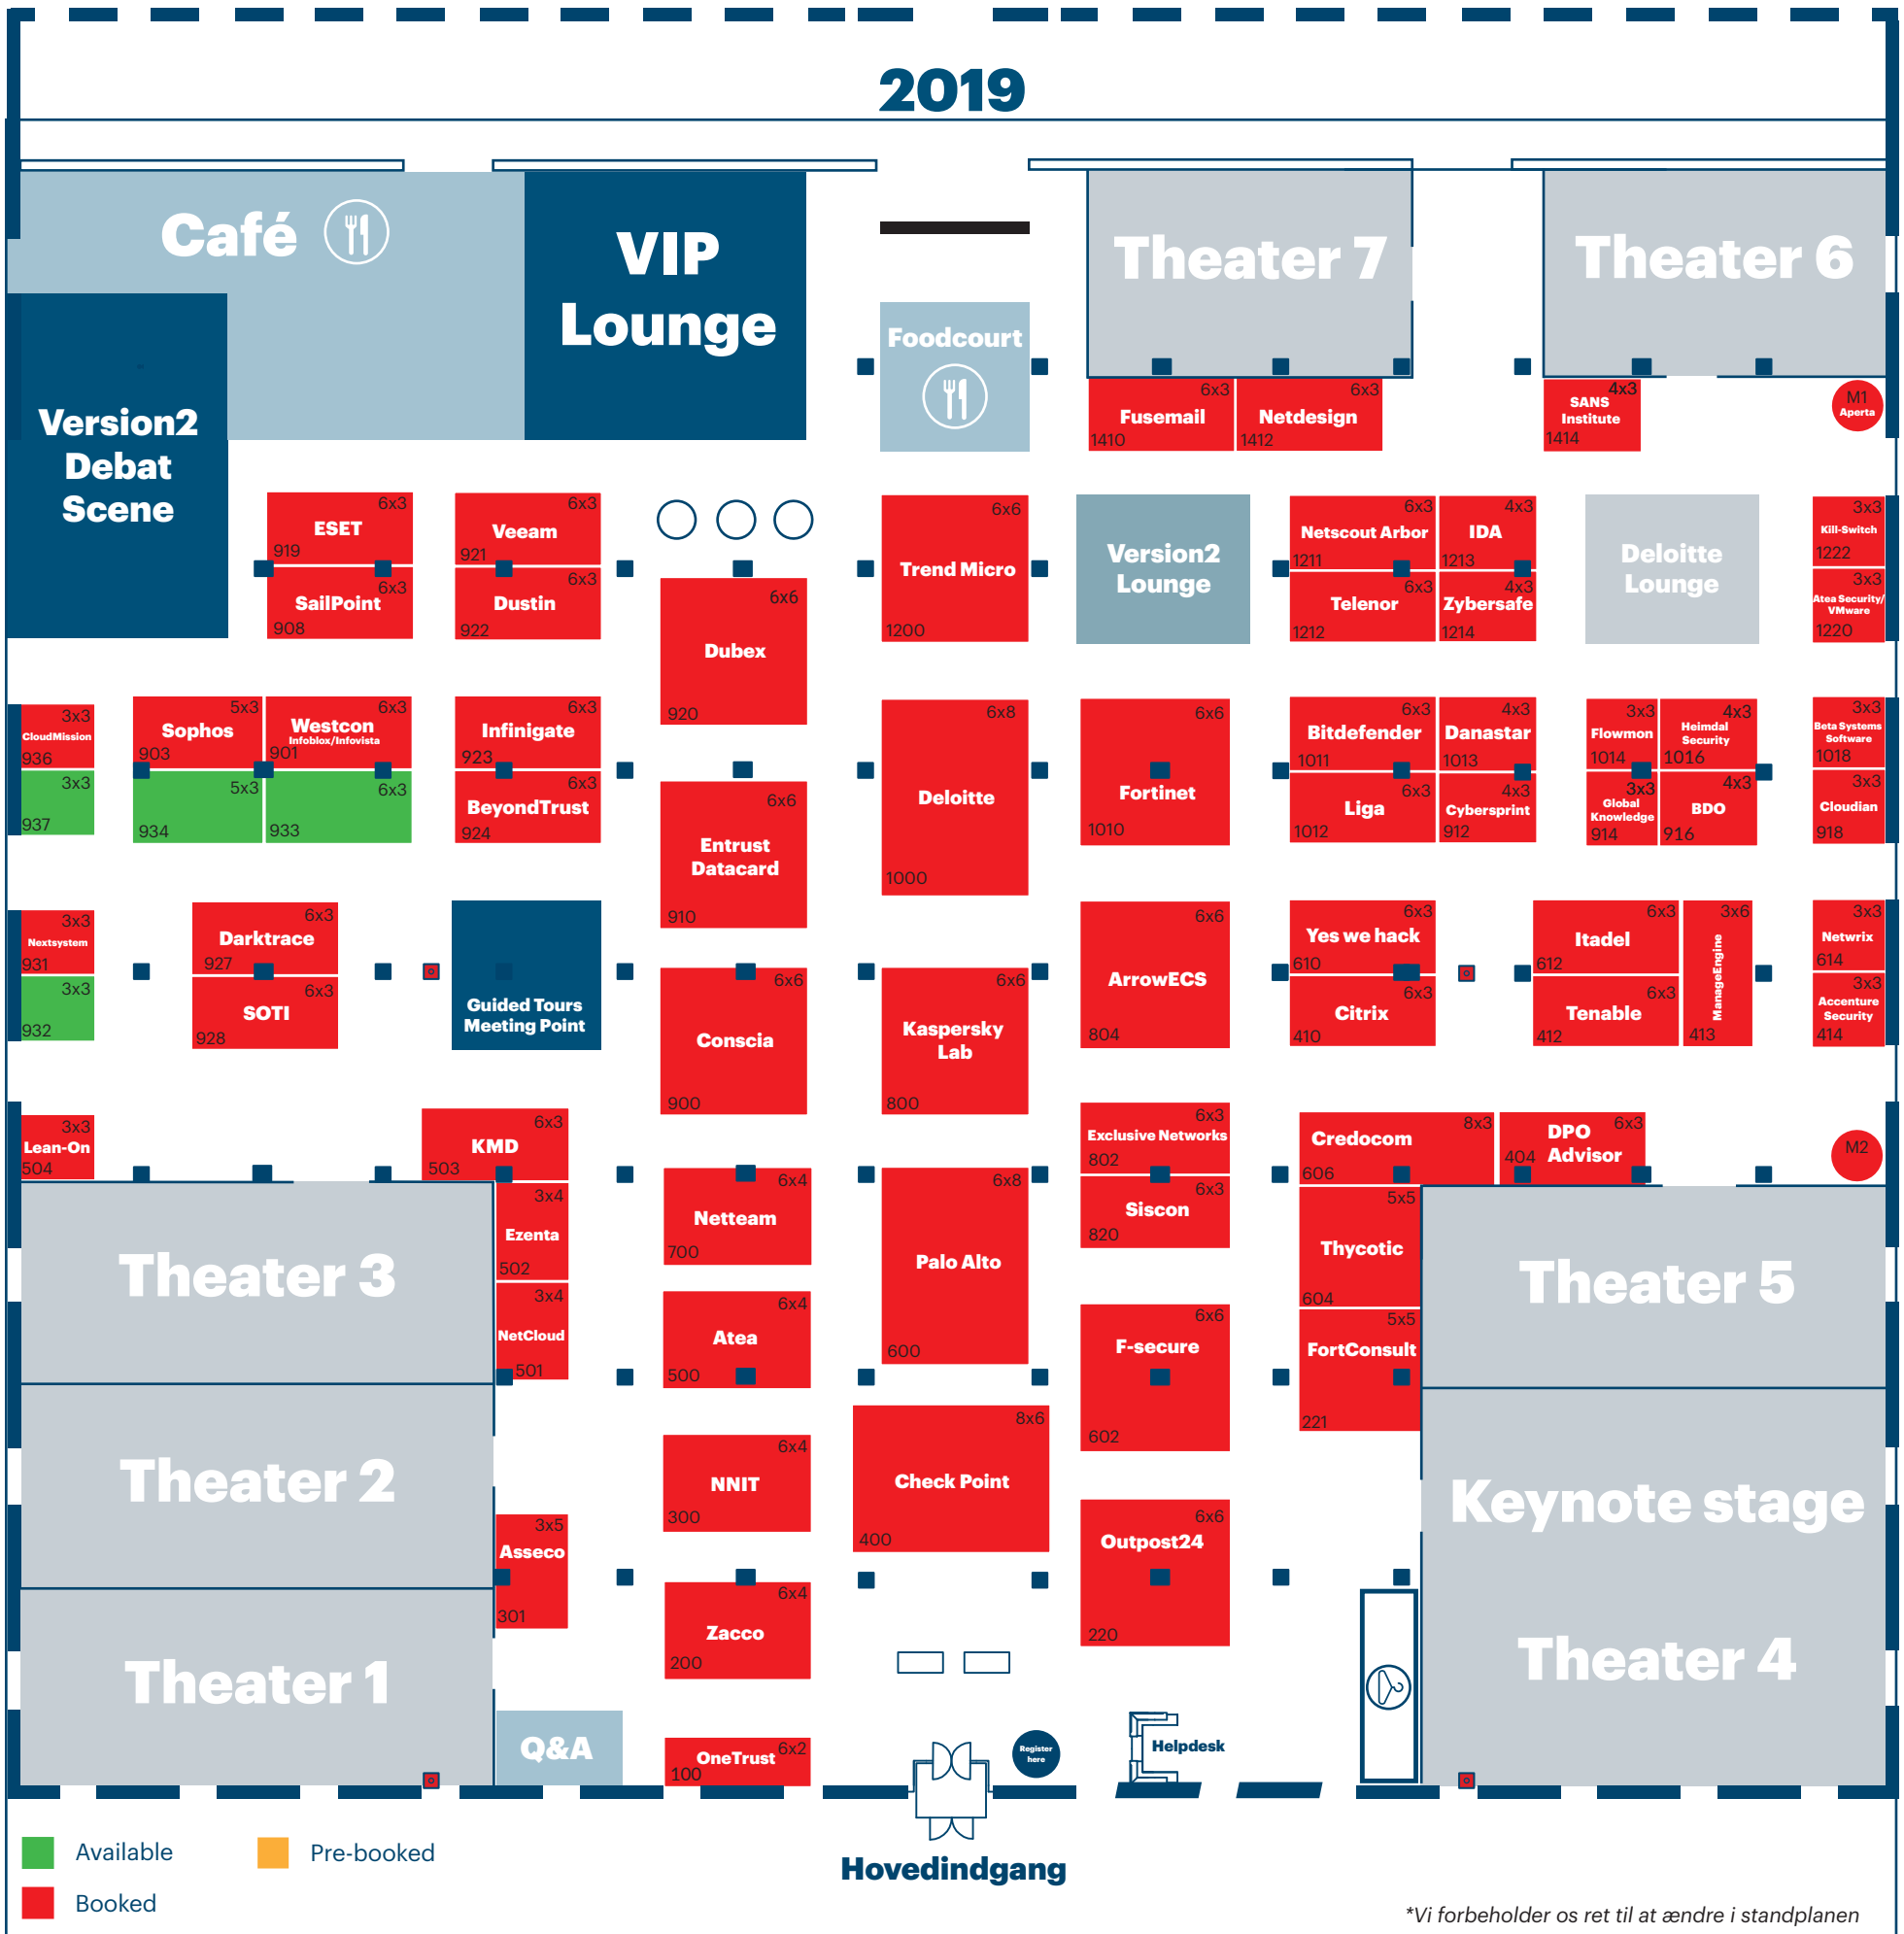 2019
Café
VIP
Lounge
Foodcourt
Theater 7
Theater 6
Version2
Debat
Scene
6x3
Fusemail
1410
6x3
Netdesign
1412
4x3
SANS
Institute
1414
M1
Aperta
6x3
ESET
919
6x3
SailPoint
908
6x3
Veeam
921
6x3
Dustin
922
6x6
Dubex
920
6x6
Trend Micro
1200
Version2
Lounge
6x3
Netscout Arbor
1211
4x3
IDA
1213
6x3
Telenor
1212
4x3
Zybersafe
1214
Deloitte
Lounge
3x3
Kill-Switch
1222
3x3
Atea Security/
VMware
1220
3x3
CloudMission
936
3x3
937
5x3
Sophos
903
6x3
Westcon
Infoblox/Infovista
901
5x3
934
6x3
933
6x3
Infinigate
923
6x3
BeyondTrust
924
6x6
Entrust
Datacard
910
6x8
Deloitte
1000
6x6
Fortinet
1010
6x3
Bitdefender
1011
4x3
Danastar
1013
6x3
Liga
1012
4x3
Cybersprint
912
3x3
Flowmon
1014
4x3
Heimdal
Security
1016
3x3
Global
Knowledge
914
4x3
BDO
916
3x3
Beta Systems
Software
1018
3x3
Cloudian
918
3x3
Nextsystem
931
3x3
932
6x3
Darktrace
927
6x3
SOTI
928
Guided Tours
Meeting Point
6x6
Conscia
900
6x6
Kaspersky
Lab
800
6x6
ArrowECS
804
6x3
Yes we hack
610
6x3
Citrix
410
6x3
Itadel
612
6x3
Tenable
412
3x6
ManageEngine
413
3x3
Netwrix
614
3x3
Accenture
Security
414
3x3
Lean-On
504
6x3
KMD
503
3x4
Ezenta
502
3x4
NetCloud
501
6x4
Netteam
700
6x4
Atea
500
6x8
Palo Alto
600
6x3
Exclusive Networks
802
6x3
Siscon
820
8x3
Credocom
606
6x3
DPO
Advisor
404
M2
5x5
Thycotic
604
5x5
FortConsult
221
Theater 3
Theater 5
6x6
F-secure
602
Theater 2
3x5
Asseco
301
6x4
NNIT
300
8x6
Check Point
400
6x6
Outpost24
220
Keynote stage
Theater 1
6x4
Zacco
200
Theater 4
Q&A
6x2
OneTrust
100
Register
here
Helpdesk
Hovedindgang
Available
Pre-booked
Booked
*Vi forbeholder os ret til at ændre i standplanen